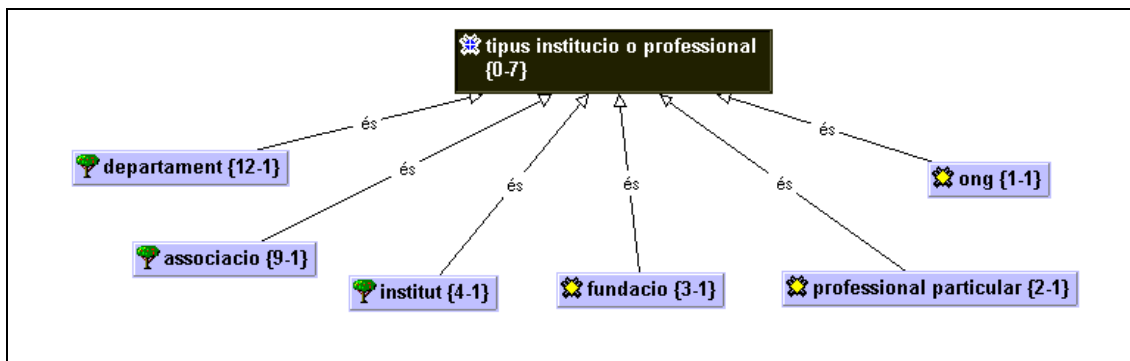 tipus institucio o professional
{0-7}
és
és
és
és
és
és
departament {12-1}
ong {1-1}
associacio {9-1}
institut {4-1}
fundacio {3-1}
professional particular {2-1}